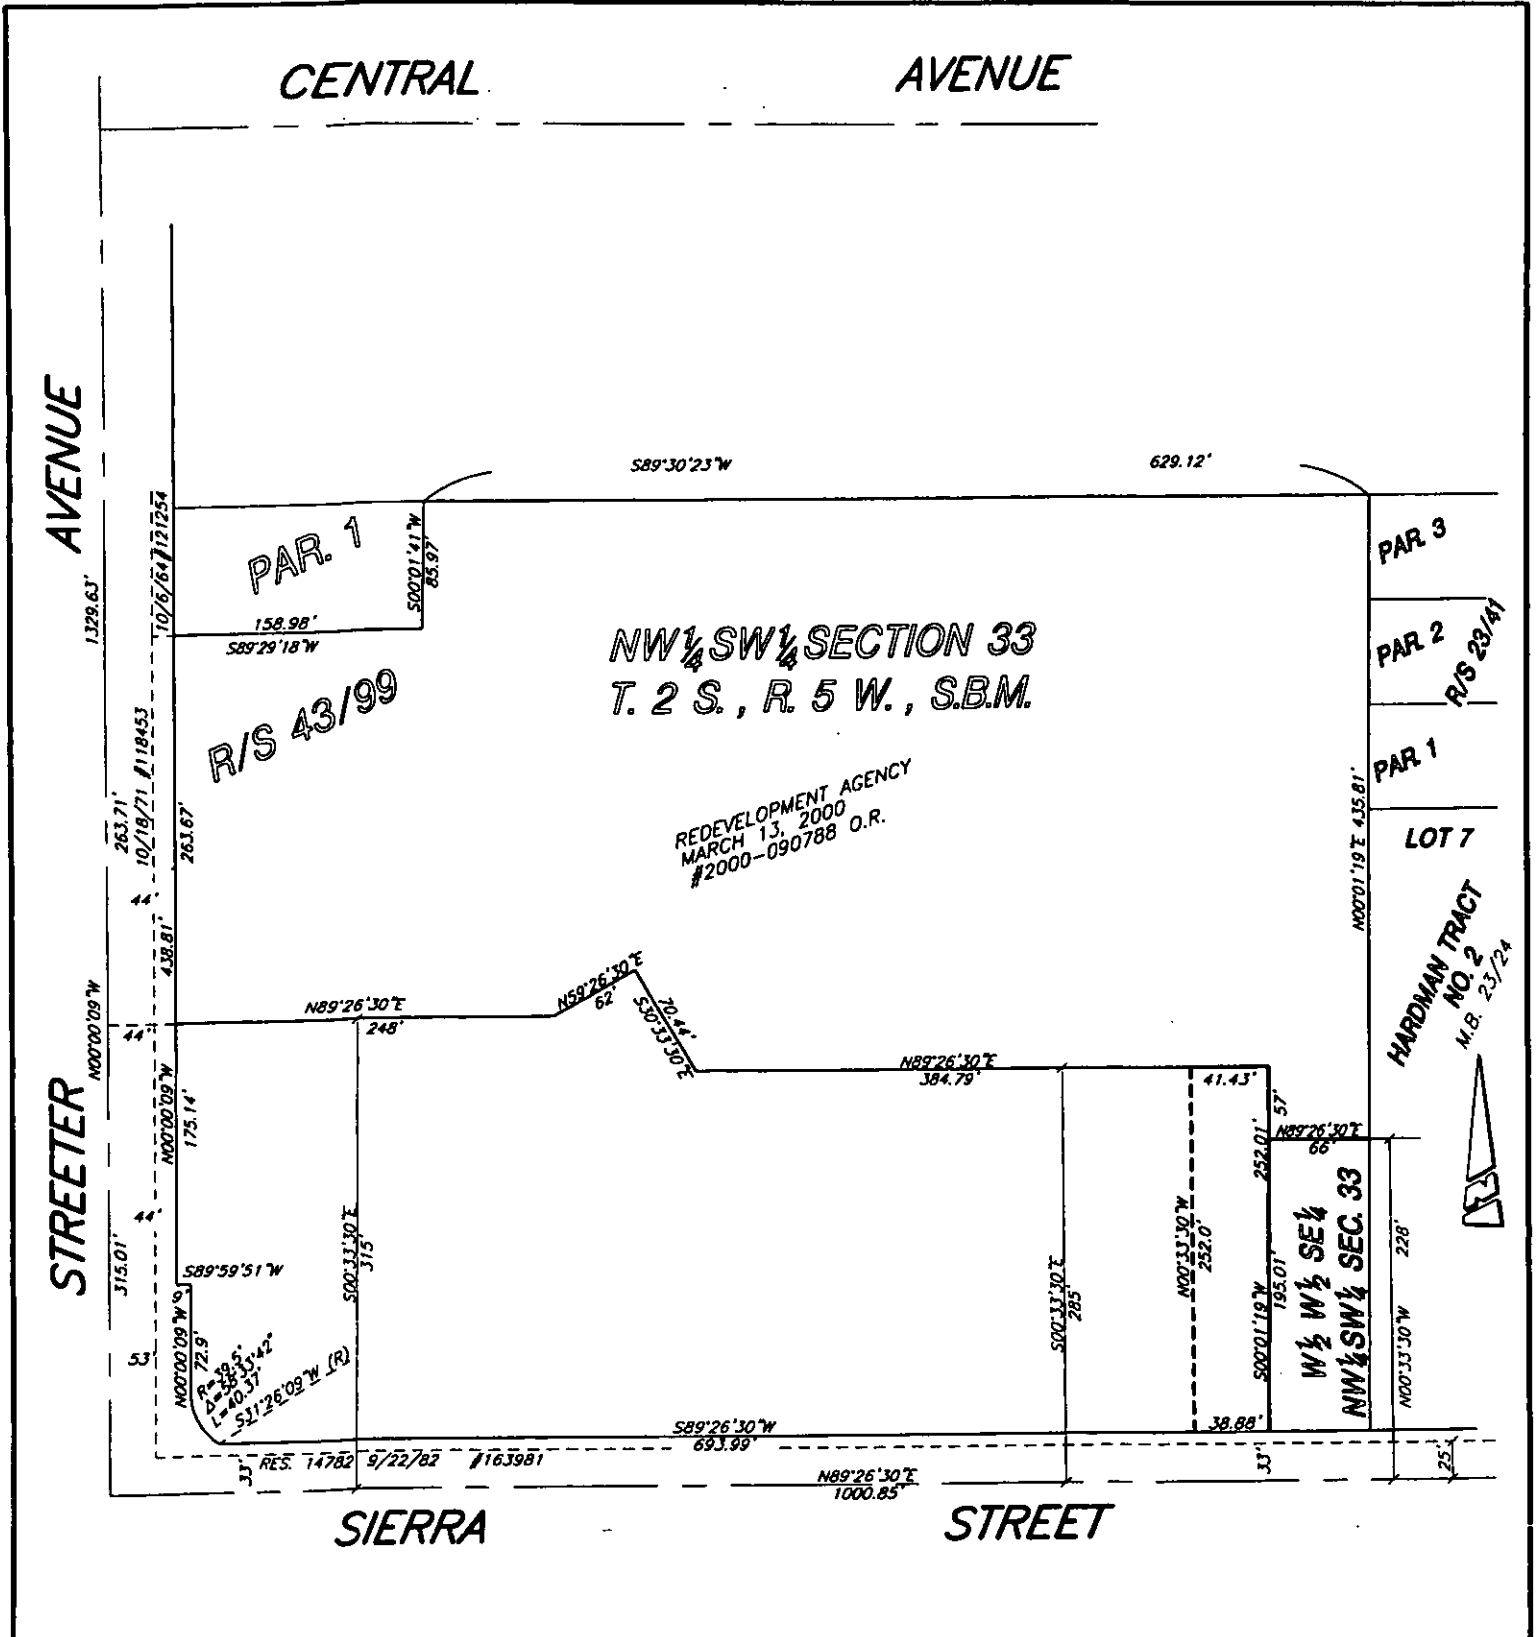 CENTRAL AVENUE
AVENUE
STREETER
S89°30'23"W 629.12'
PAR. 1
S00°01'41"W
85.97'
158.98'
S89°29'18"W
10/6/64 #121254
1329.63'
R/S 43/99
NW¼ SW¼ SECTION 33
T. 2 S., R. 5 W., S.B.M.
REDEVELOPMENT AGENCY
MARCH 13, 2000
#2000-090788 O.R.
PAR. 3
PAR. 2
R/S 23/41
PAR. 1
N00°01'19"E 435.81'
LOT 7
HARDMAN TRACT
NO. 2
M.B. 23/24
10/18/71 #118453
263.71'
263.67'
44'
438.81'
N00°00'09"W
44'
N89°26'30"E
248'
N59°26'30"E
62'
70.44'
S30°33'30"E
N89°26'30"E
384.79'
41.43'
57'
252.01'
N89°26'30"E
66'
N00°00'09"W
175.14'
44'
315.01'
S89°59'51"W
9'
N00°00'09"W
72.9'
53'
R=39.5'
Δ=58°33'42"
L=40.37'
S31°26'09"W (R)
S00°33'30"E
315'
S00°33'30"E
285'
N00°33'30"W
252.0'
S00°01'19"W
195.01'
W½ W½ SE¼
NW¼ SW¼ SEC. 33
228'
N00°33'30"W
38.88'
S89°26'30"W
693.99'
33'
RES. 14782 9/22/82 #163981
N89°26'30"E
1000.85'
33'
25'
SIERRA STREET